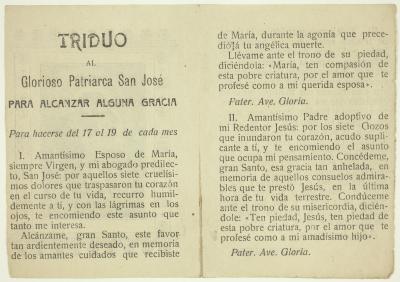 TRIDUO
AL
Glorioso Patriarca San José
PARA ALCANZAR ALGUNA GRACIA
Para hacerse del 17 al 19 de cada mes
I. Amantísimo Esposo de María,
siempre Virgen, y mi abogado predilec-
to, San José: por aquellos siete cruelísi-
mos dolores que traspasaron tu corazón
en el curso de tu vida, recurro humil-
demente a tí, y con las lágrimas en los
ojos, te encomiendo este asunto que
tanto me interesa.
Alcánzame, gran Santo, este favor
tan ardientemente deseado, en memoria
de los amantes cuidados que recibiste
de María, durante la agonía que prece-
dió á tu angélica muerte.
Llévame ante el trono de su piedad,
diciéndola: «María, ten compasión de
esta pobre criatura, por el amor que te
profesé como a mi querida esposa».
Pater. Ave. Gloria.
II. Amantísimo Padre adoptivo de
mi Redentor Jesús: por los siete Gozos
que inundaron tu corazón, acudo supli-
cante a tí, y te encomiendo el asunto
que ocupa mi pensamiento. Concédeme,
gran Santo, esa gracia tan anhelada, en
memoria de aquellos consuelos admira-
bles que te prestó Jesús, en la última
hora de tu vida terrestre. Condúceme
ante el trono de su misericordia, dicién-
dole: «Ten piedad, Jesús, ten piedad de
esta pobre criatura, por el amor que te
profesé como a mi amadísimo hijo».
Pater. Ave. Gloria.